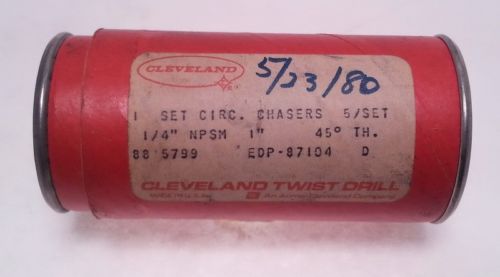 CLEVELAND
5/23/80
1 SET CIRC. CHASERS 5/SET
1/4" NPSM 1" 45° TH.
88 5799 EDP-87104 D
CLEVELAND TWIST DRILL
An Acme-Cleveland Company